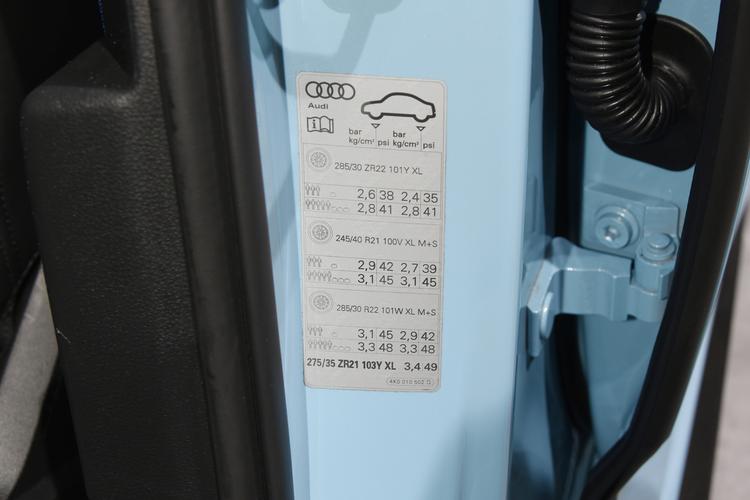 Audi
bar bar
kg/cm² psi kg/cm² psi
285/30 ZR22 101Y XL
2,6 38 2,4 35
2,8 41 2,8 41
245/40 R21 100V XL M+S
2,9 42 2,7 39
3,1 45 3,1 45
285/30 R22 101W XL M+S
3,1 45 2,9 42
3,3 48 3,3 48
275/35 ZR21 103Y XL 3,4 49